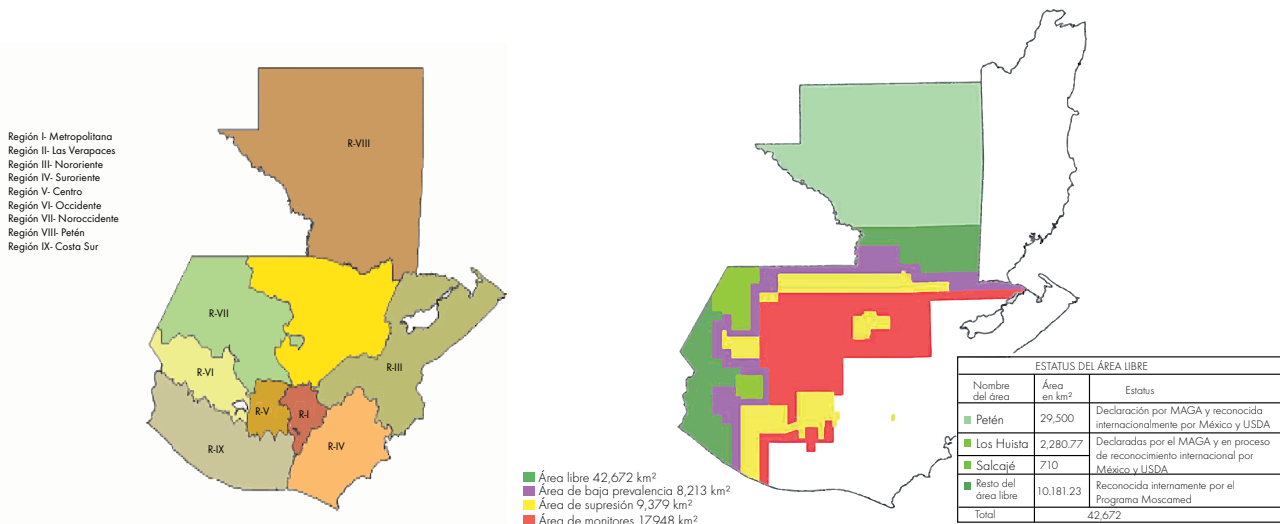 Región I- Metropolitana
Región II- Las Verapaces
Región III- Nororiente
Región IV- Suroriente
Región V- Centro
Región VI- Occidente
Región VII- Noroccidente
Región VIII- Petén
Región IX- Costa Sur
R-VIII
R-VII
R-VI
R-III
R-V
R-I
R-IX
R-IV
Área libre 42,672 km²
Área de baja prevalencia 8,213 km²
Área de supresión 9,379 km²
Área de monitores 17948 km²
ESTATUS DEL ÁREA LIBRE
Nombre del área
Área en km²
Estatus
Petén
29,500
Declaración por MAGA y reconocida
internacionalmente por México y USDA
Los Huista
2,280.77
Salcajé
710
Declaradas por el MAGA y en proceso
de reconocimiento internacional por
México y USDA
Resto del
área libre
10.181.23
Reconocida internamente por el
Programa Moscamed
Total
42,672